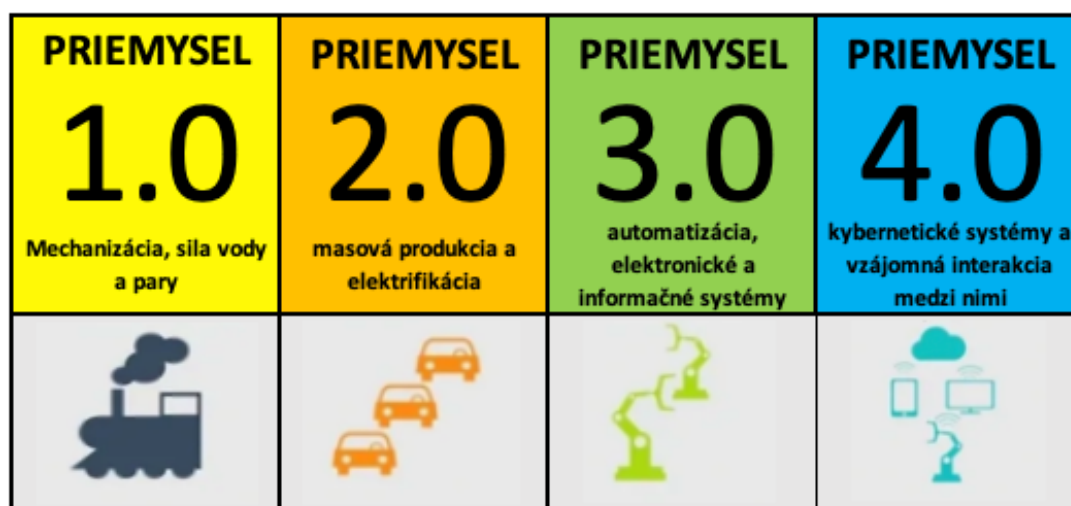 PRIEMYSEL
1.0
Mechanizácia, sila vody
a pary
PRIEMYSEL
2.0
masová produkcia a
elektrifikácia
PRIEMYSEL
3.0
automatizácia,
elektronické a
informačné systémy
PRIEMYSEL
4.0
kybernetické systémy a
vzájomná interakcia
medzi nimi